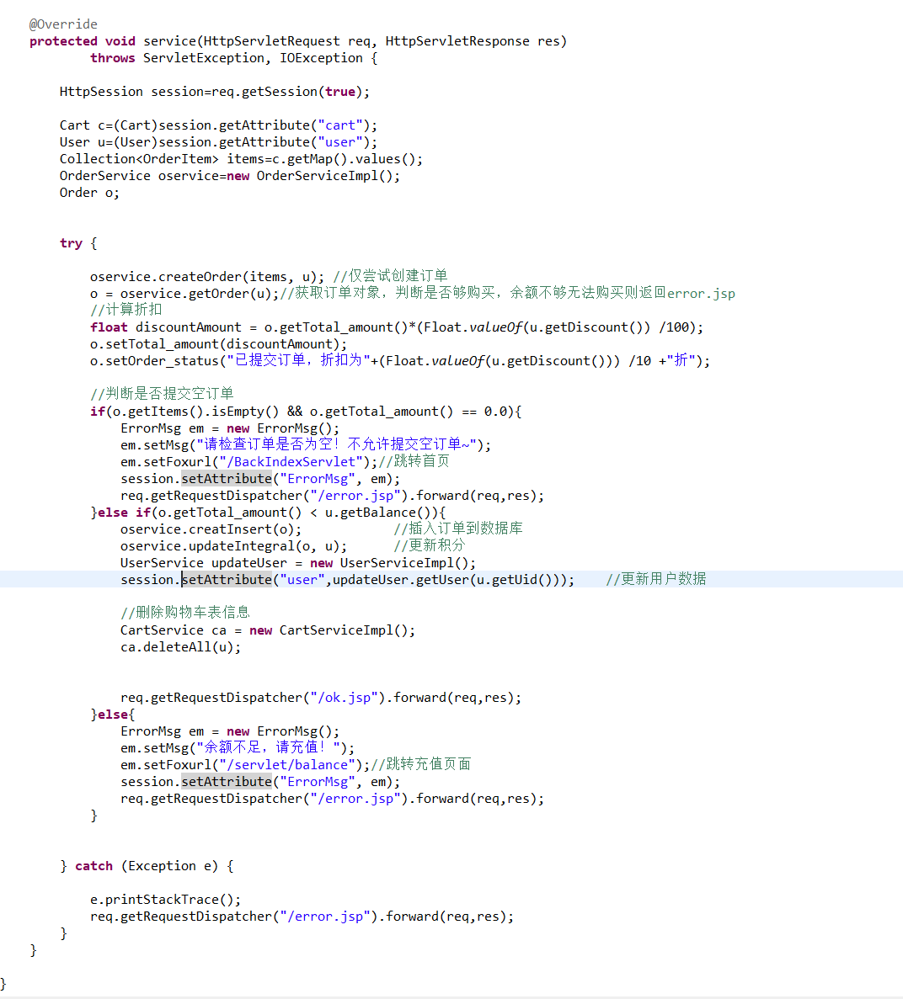 @Override
protected void service(HttpServletRequest req, HttpServletResponse res)
throws ServletException, IOException {
HttpSession session=req.getSession(true);
Cart c=(Cart)session.getAttribute("cart");
User u=(User)session.getAttribute("user");
Collection<OrderItem> items=c.getMap().values();
OrderService oservice=new OrderServiceImpl();
Order o;
try {
oservice.createOrder(items, u); //仅尝试创建订单
o = oservice.getOrder(u);//获取订单对象，判断是否够购买，余额不够无法购买则返回error.jsp
//计算折扣
float discountAmount = o.getTotal_amount()*(Float.valueOf(u.getDiscount()) /100);
o.setTotal_amount(discountAmount);
o.setOrder_status("已提交订单，折扣为"+(Float.valueOf(u.getDiscount())) /10 +"折");
//判断是否提交空订单
if(o.getItems().isEmpty() && o.getTotal_amount() == 0.0){
ErrorMsg em = new ErrorMsg();
em.setMsg("请检查订单是否为空！不允许提交空订单~");
em.setFoxurl("/BackIndexServlet");//跳转首页
session.setAttribute("ErrorMsg", em);
req.getRequestDispatcher("/error.jsp").forward(req,res);
}else if(o.getTotal_amount() < u.getBalance()){
oservice.creatInsert(o); //插入订单到数据库
oservice.updateIntegral(o, u); //更新积分
UserService updateUser = new UserServiceImpl();
session.setAttribute("user",updateUser.getUser(u.getUid())); //更新用户数据
//删除购物车表信息
CartService ca = new CartServiceImpl();
ca.deleteAll(u);
req.getRequestDispatcher("/ok.jsp").forward(req,res);
}else{
ErrorMsg em = new ErrorMsg();
em.setMsg("余额不足，请充值！");
em.setFoxurl("/servlet/balance");//跳转充值页面
session.setAttribute("ErrorMsg", em);
req.getRequestDispatcher("/error.jsp").forward(req,res);
}
} catch (Exception e) {
e.printStackTrace();
req.getRequestDispatcher("/error.jsp").forward(req,res);
}
}
}